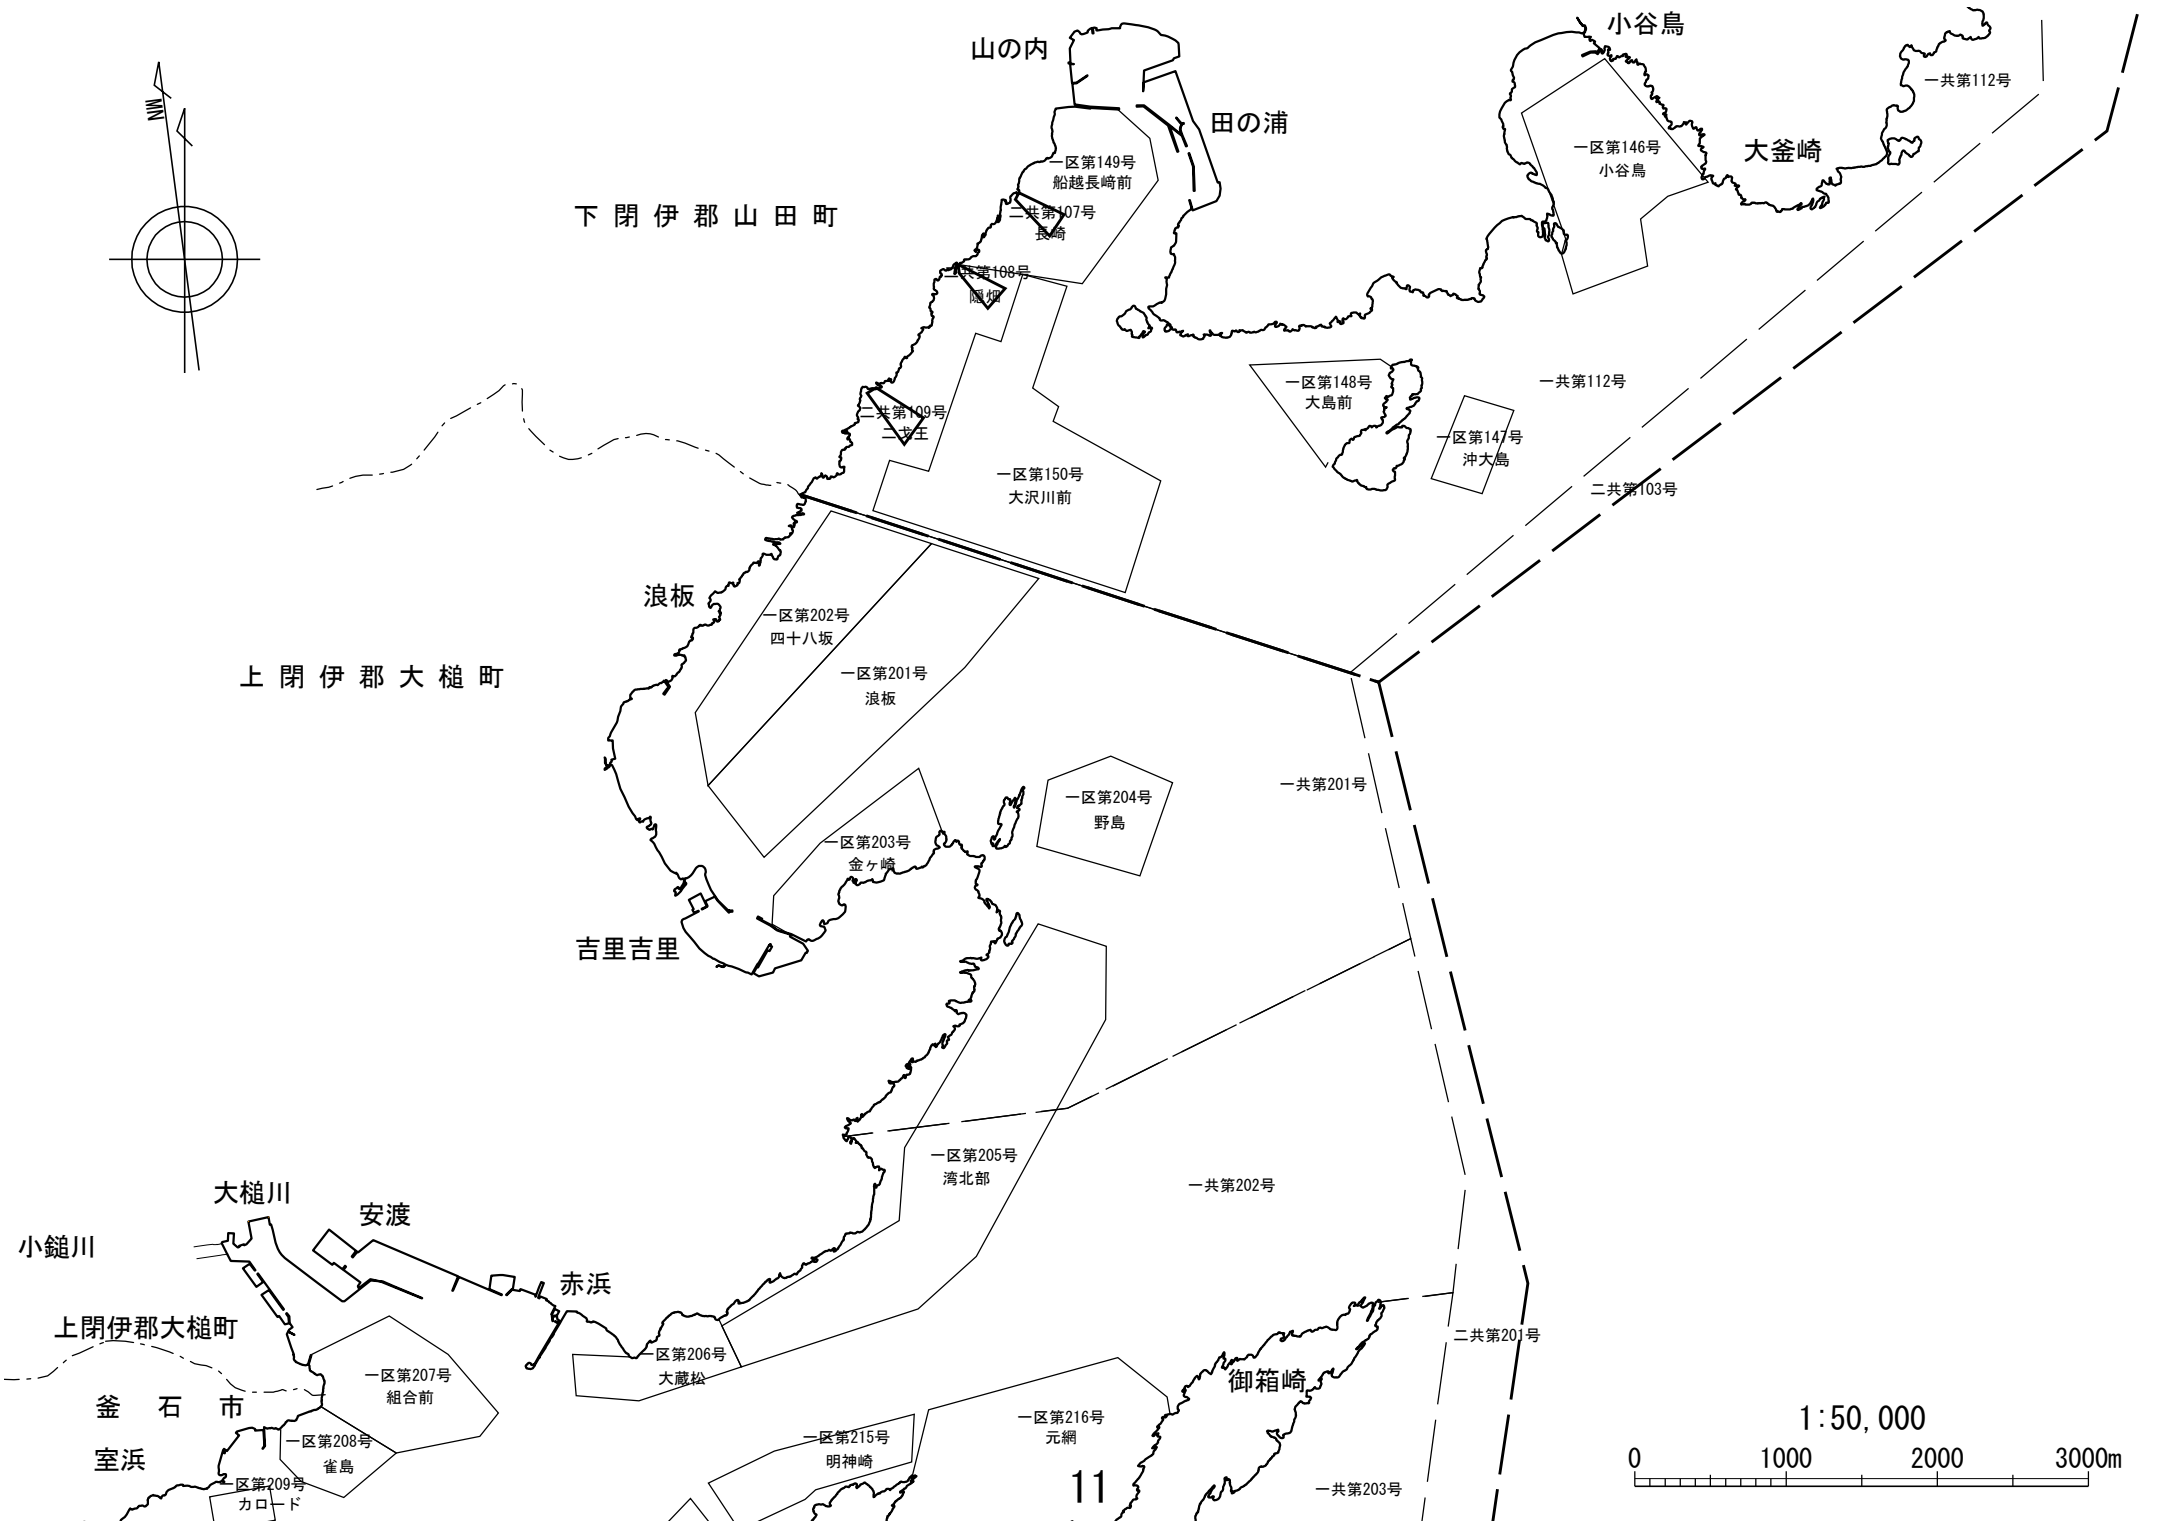 小谷鳥
山の内
一共第112号
MN
田の浦
一区第146号
小谷鳥
大釜崎
一区第149号
船越長崎前
下閉伊郡山田町
二共第107号
長崎
二共第108号
隠畑
一区第148号
大島前
一共第112号
二共第109号
二戈王
一区第147号
沖大島
一区第150号
大沢川前
二共第103号
浪板
一区第202号
四十八坂
上閉伊郡大槌町
一区第201号
浪板
一共第201号
一区第204号
野島
一区第203号
金ヶ崎
吉里吉里
一区第205号
湾北部
一共第202号
大槌川
安渡
小鎚川
赤浜
上閉伊郡大槌町
二共第201号
一区第206号
大蔵松
一区第207号
組合前
御箱崎
釜石市
一区第216号
元網
1:50,000
一区第208号
雀島
一区第215号
明神崎
室浜
0 1000 2000 3000m
一区第209号
カロード
11
一共第203号